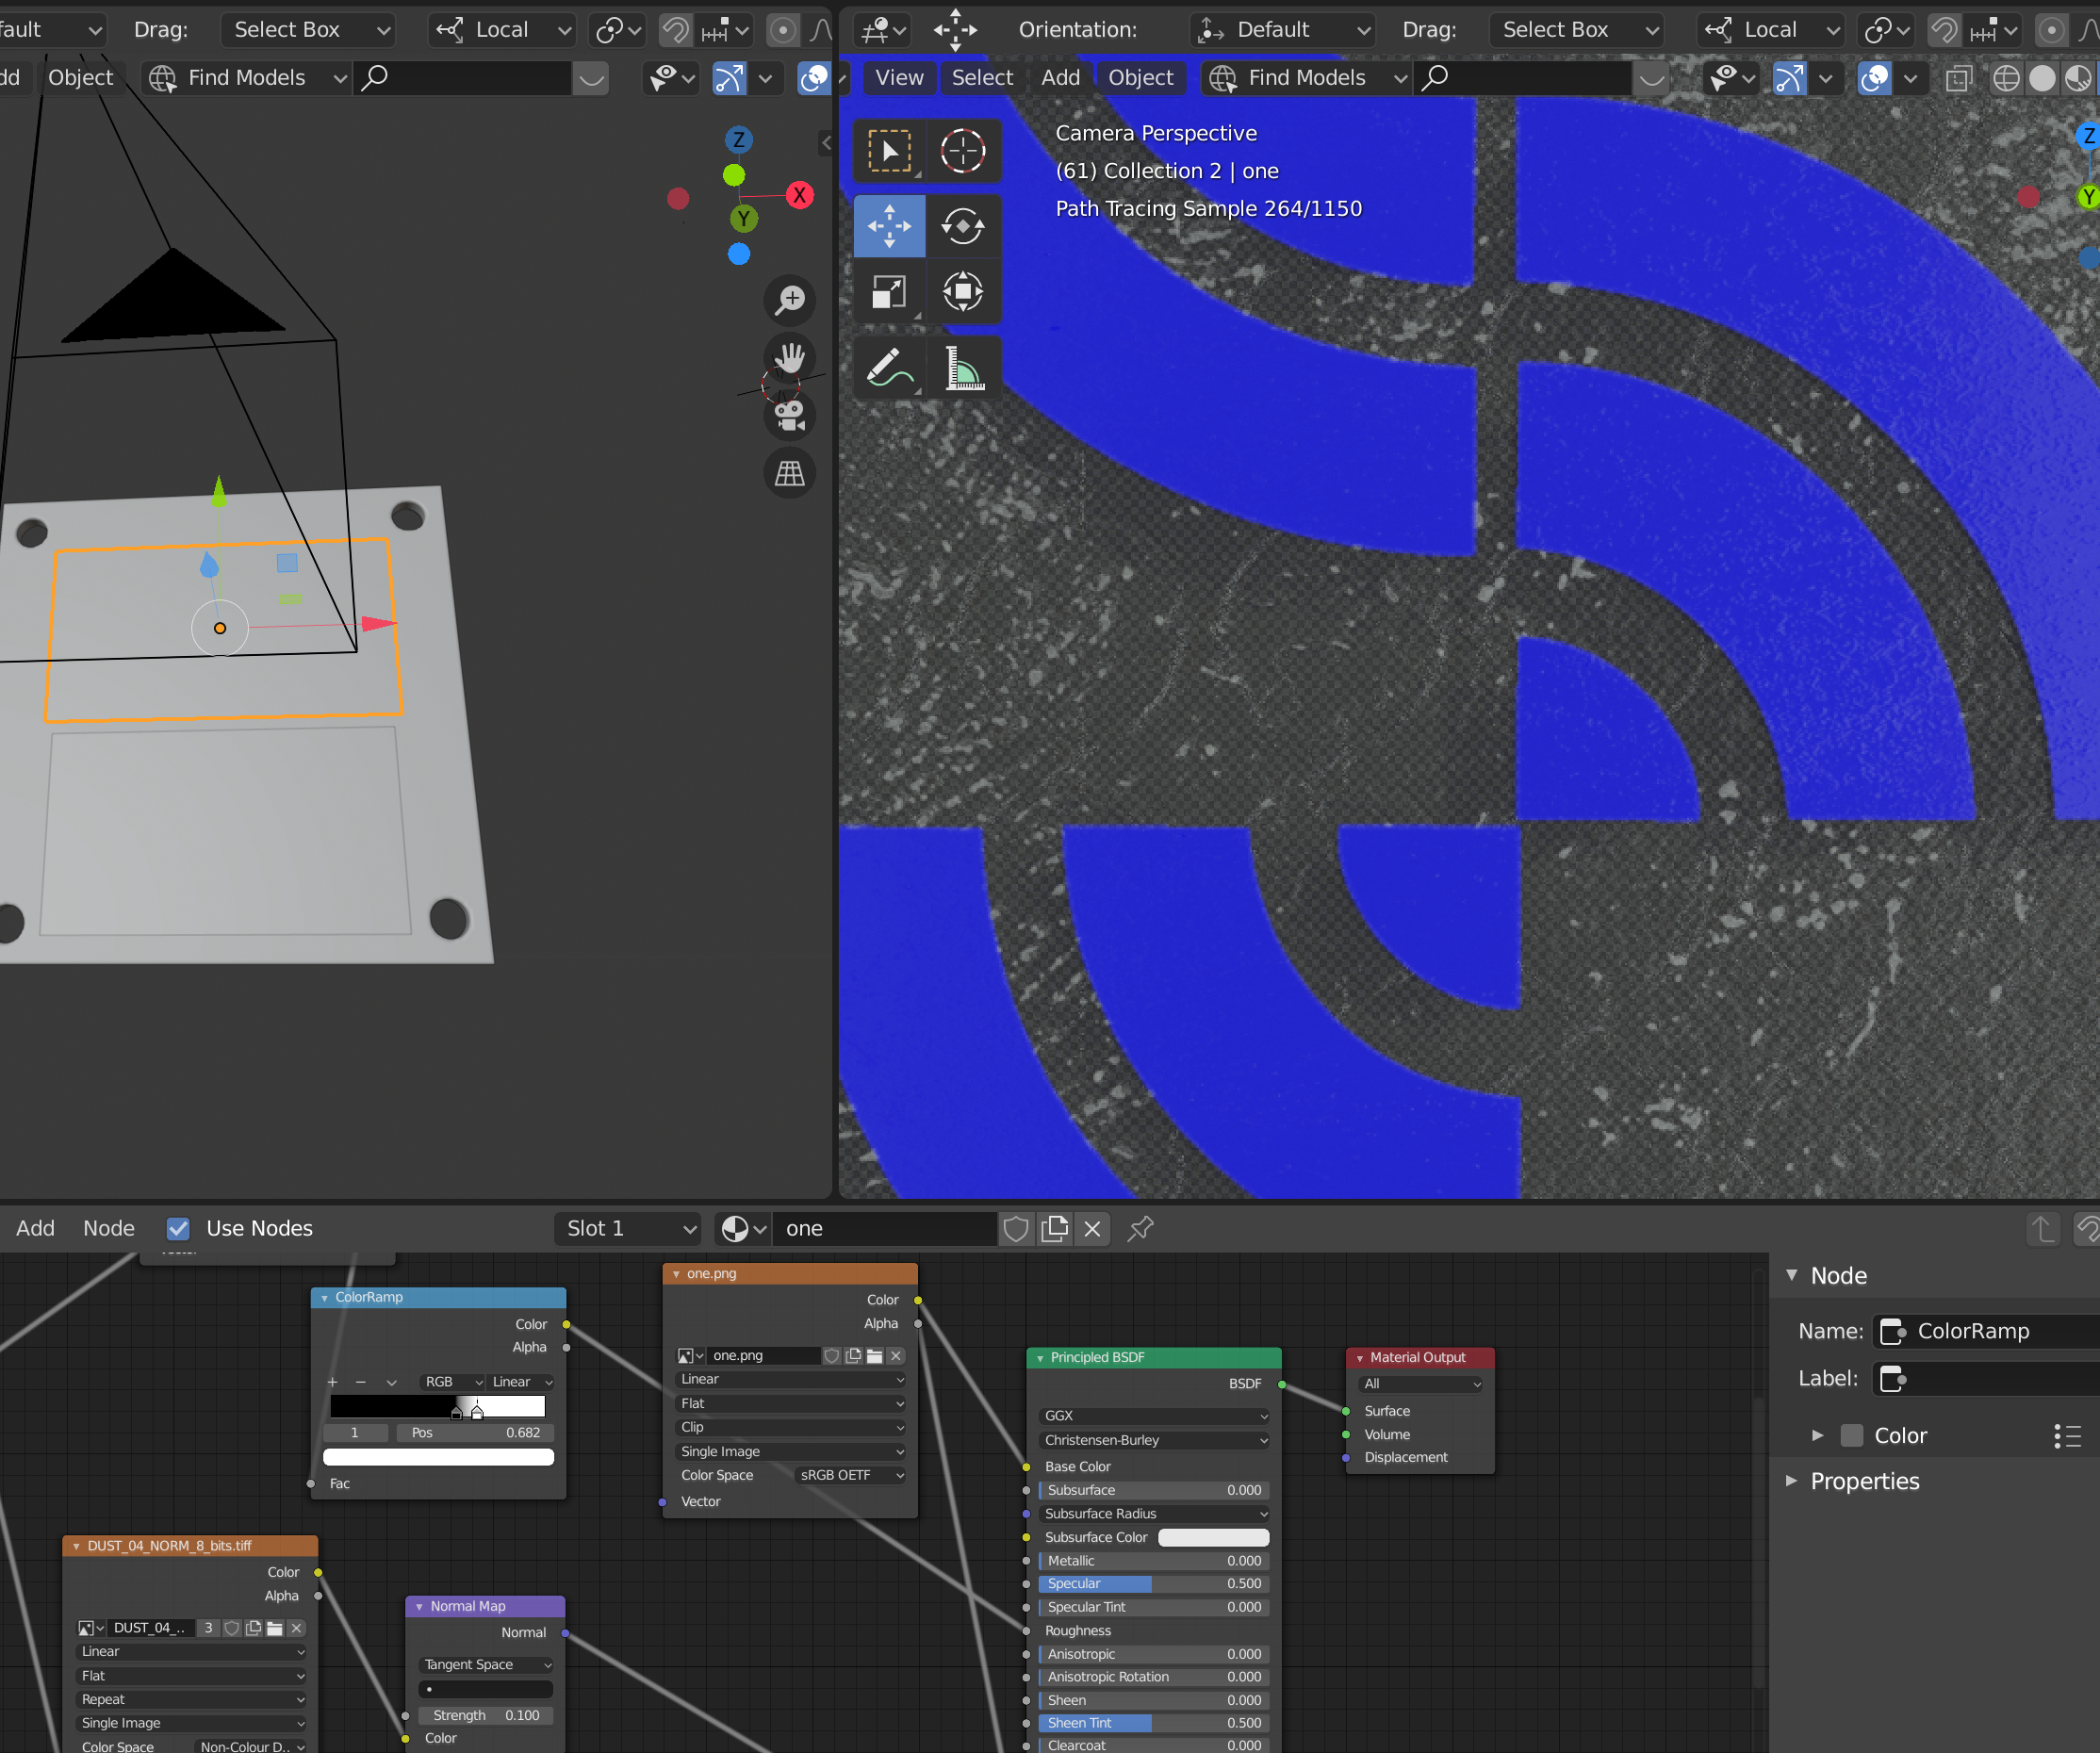 Drag:
Select Box
Local
Orientation:
Default
Drag:
Select Box
Local
Object
Find Models
View
Select
Add
Object
Find Models
Z
X
Y
Camera Perspective
(61) Collection 2 | one
Path Tracing Sample 264/1150
Z
Y
Add
Node
Use Nodes
Slot 1
one
ColorRamp
Color
Alpha
RGB
Linear
1
Pos
0.682
Fac
one.png
Color
Alpha
one.png
Linear
Flat
Clip
Single Image
Color Space
sRGB OETF
Vector
Principled BSDF
BSDF
GGX
Christensen-Burley
Base Color
Subsurface
0.000
Subsurface Radius
Subsurface Color
Metallic
0.000
Specular
0.500
Specular Tint
0.000
Roughness
Anisotropic
0.000
Anisotropic Rotation
0.000
Sheen
0.000
Sheen Tint
0.500
Clearcoat
0.000
Material Output
All
Surface
Volume
Displacement
DUST_04_NORM_8_bits.tiff
Color
Alpha
DUST_04_..
3
Linear
Flat
Repeat
Single Image
Color Space
Non-Colour D..
Normal Map
Normal
Tangent Space
Strength
0.100
Color
Node
Name:
ColorRamp
Label:
Color
Properties